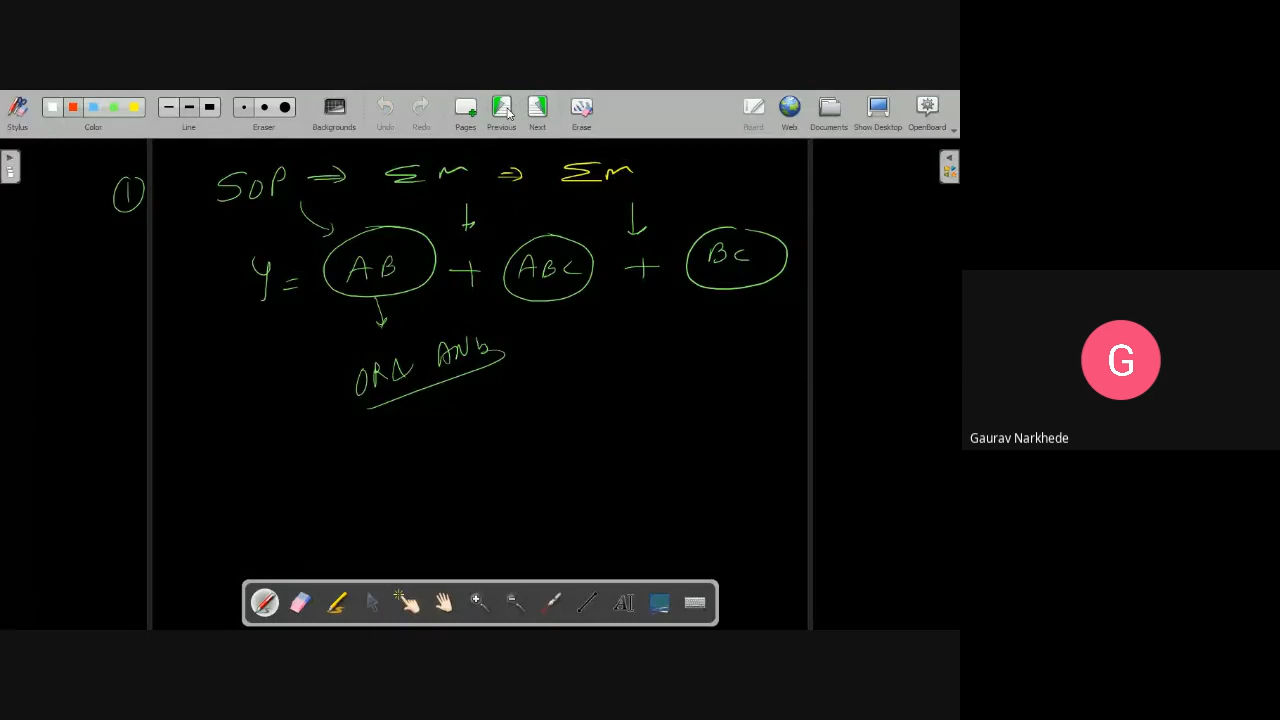 Stylus Color Line Eraser Backgrounds Undo Redo Pages Previous Next Erase Board Web Documents Show Desktop OpenBoard
① SOP ⇒ Σm ⇒ Σm
Y = AB + ABC + BC
AND
G
Gaurav Narkhede
AI